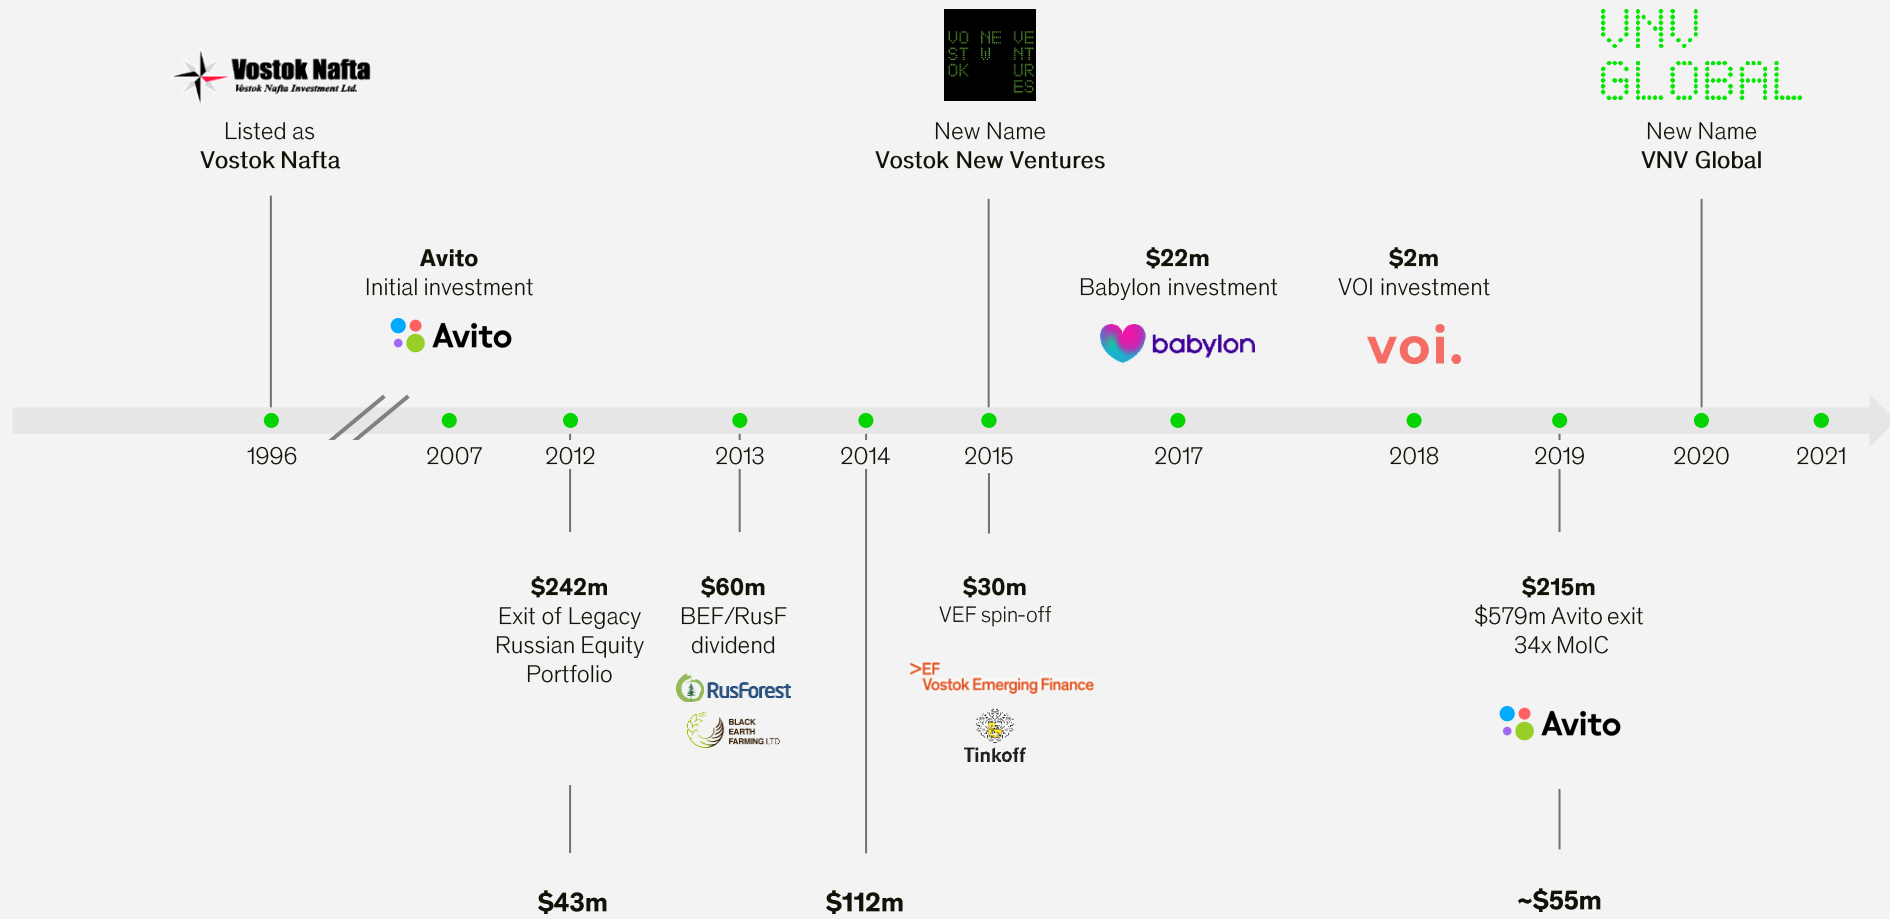 Vostok Nafta
Vostok Nafta Investment Ltd.
Listed as
Vostok Nafta
VO NE VE
ST W NT
OK UR
ES
New Name
Vostok New Ventures
VNV
GLOBAL
New Name
VNV Global
Avito
Initial investment
Avito
$22m
Babylon investment
babylon
$2m
VOI investment
voi.
1996
2007
2012
2013
2014
2015
2017
2018
2019
2020
2021
$242m
Exit of Legacy
Russian Equity
Portfolio
$60m
BEF/RusF
dividend
RusForest
BLACK
EARTH
FARMING LTD
$30m
VEF spin-off
>EF
Vostok Emerging Finance
Tinkoff
$215m
$579m Avito exit
34x MoIC
Avito
$43m
$112m
~$55m